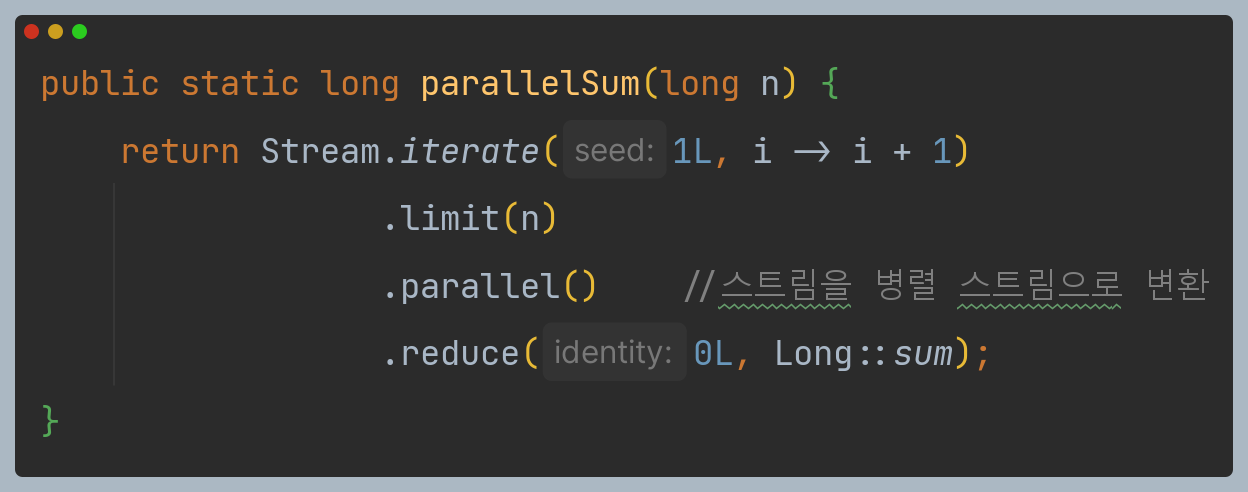 public static long parallelSum(long n) {
return Stream.iterate( seed: 1L, i -> i + 1)
.limit(n)
.parallel() //스트림을 병렬 스트림으로 변환
.reduce( identity: 0L, Long::sum);
}